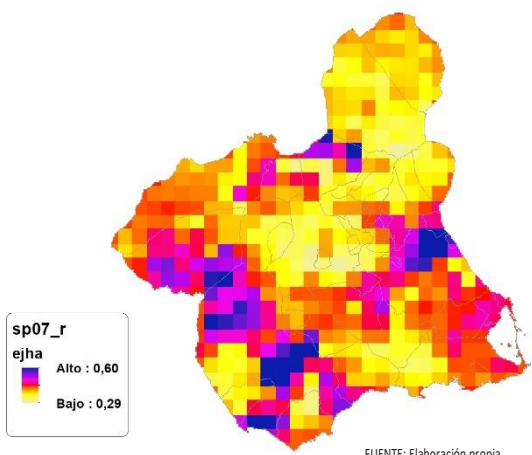 sp07_r
ejha
Alto : 0,60
Bajo : 0,29
FUENTE: Elaboración propia